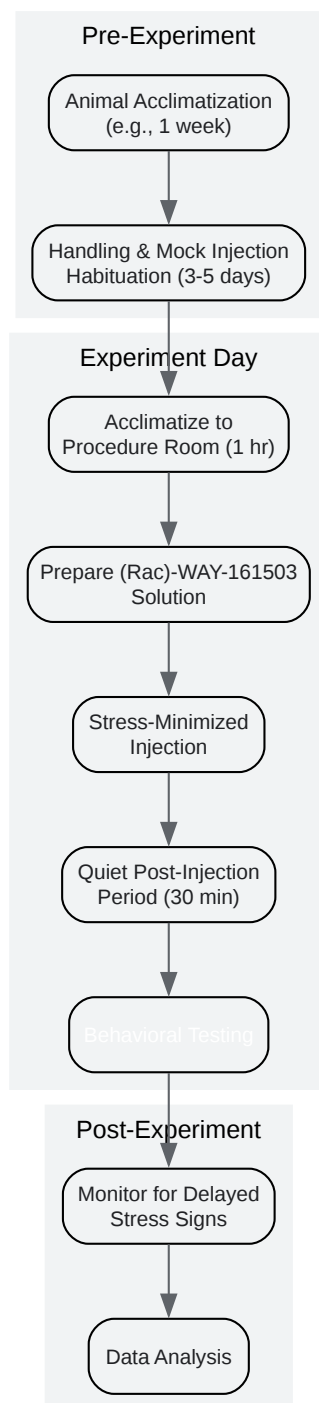 Pre-Experiment
Animal Acclimatization
(e.g., 1 week)
Handling & Mock Injection
Habituation (3-5 days)
Experiment Day
Acclimatize to
Procedure Room (1 hr)
Prepare (Rac)-WAY-161503
Solution
Stress-Minimized
Injection
Quiet Post-Injection
Period (30 min)
Behavioral Testing
Post-Experiment
Monitor for Delayed
Stress Signs
Data Analysis